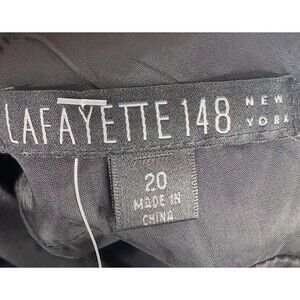 LAFAYETTE 148 NEW YORK
20
MADE IN
CHINA